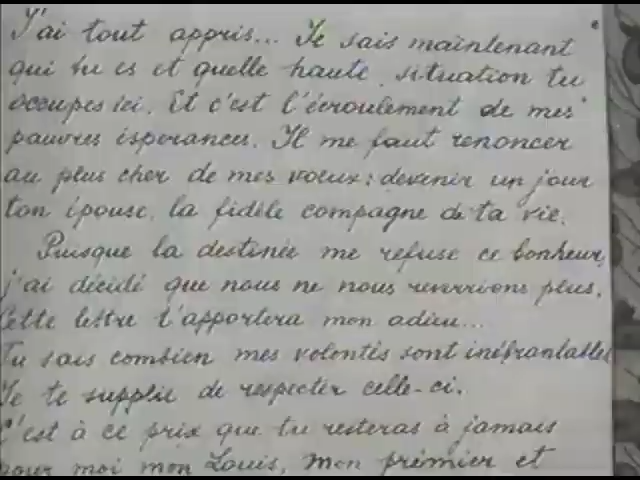 J'ai tout appris... Je sais maintenant
qui tu es et quelle haute situation tu
occupes ici. Et c'est l'écroulement de mes
pauvres espérances. Il me faut renoncer
au plus cher de mes voeux : devenir un jour
ton épouse, la fidèle compagne de ta vie.
Puisque la destinée me refuse ce bonheur,
j'ai décidé que nous ne nous reverrions plus.
Cette lettre t'apportera mon adieu...
Tu sais combien mes volontés sont inébranlables
Je te supplie de respecter celle-ci.
C'est à ce prix que tu resteras à jamais
pour moi mon Louis, mon prémier et